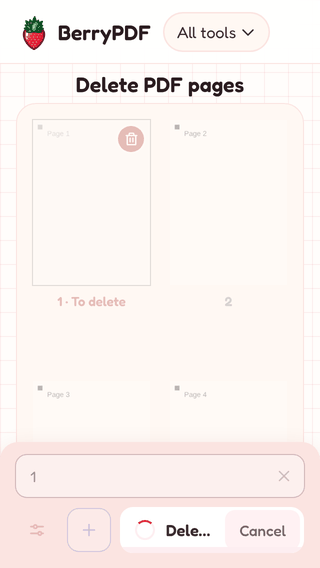 BerryPDF All tools
Delete PDF pages
Page 1 Page 2
1 · To delete 2
Page 3 Page 4
1
Dele... Cancel